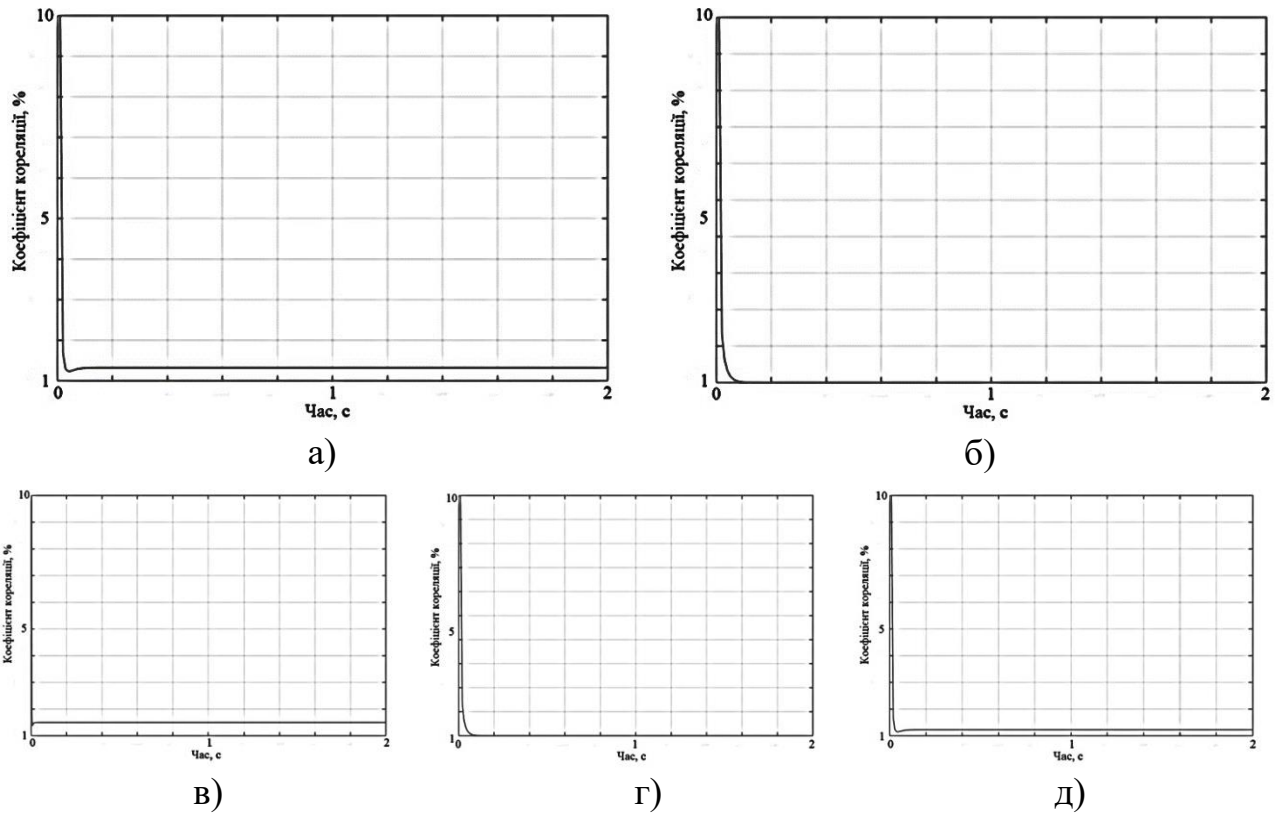 10
Коефіцієнт кореляції, %
5
1
0
1
2
Час, с
а)
10
Коефіцієнт кореляції, %
5
1
0
1
2
Час, с
б)
10
Коефіцієнт кореляції, %
5
1
0
1
2
Час, с
в)
10
Коефіцієнт кореляції, %
5
1
0
1
2
Час, с
г)
10
Коефіцієнт кореляції, %
5
1
0
1
2
Час, с
д)